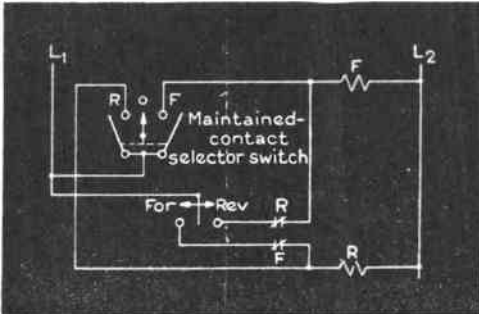 L1 L2
F
R o F
Maintained-
contact
selector switch
For Rev R
F
R